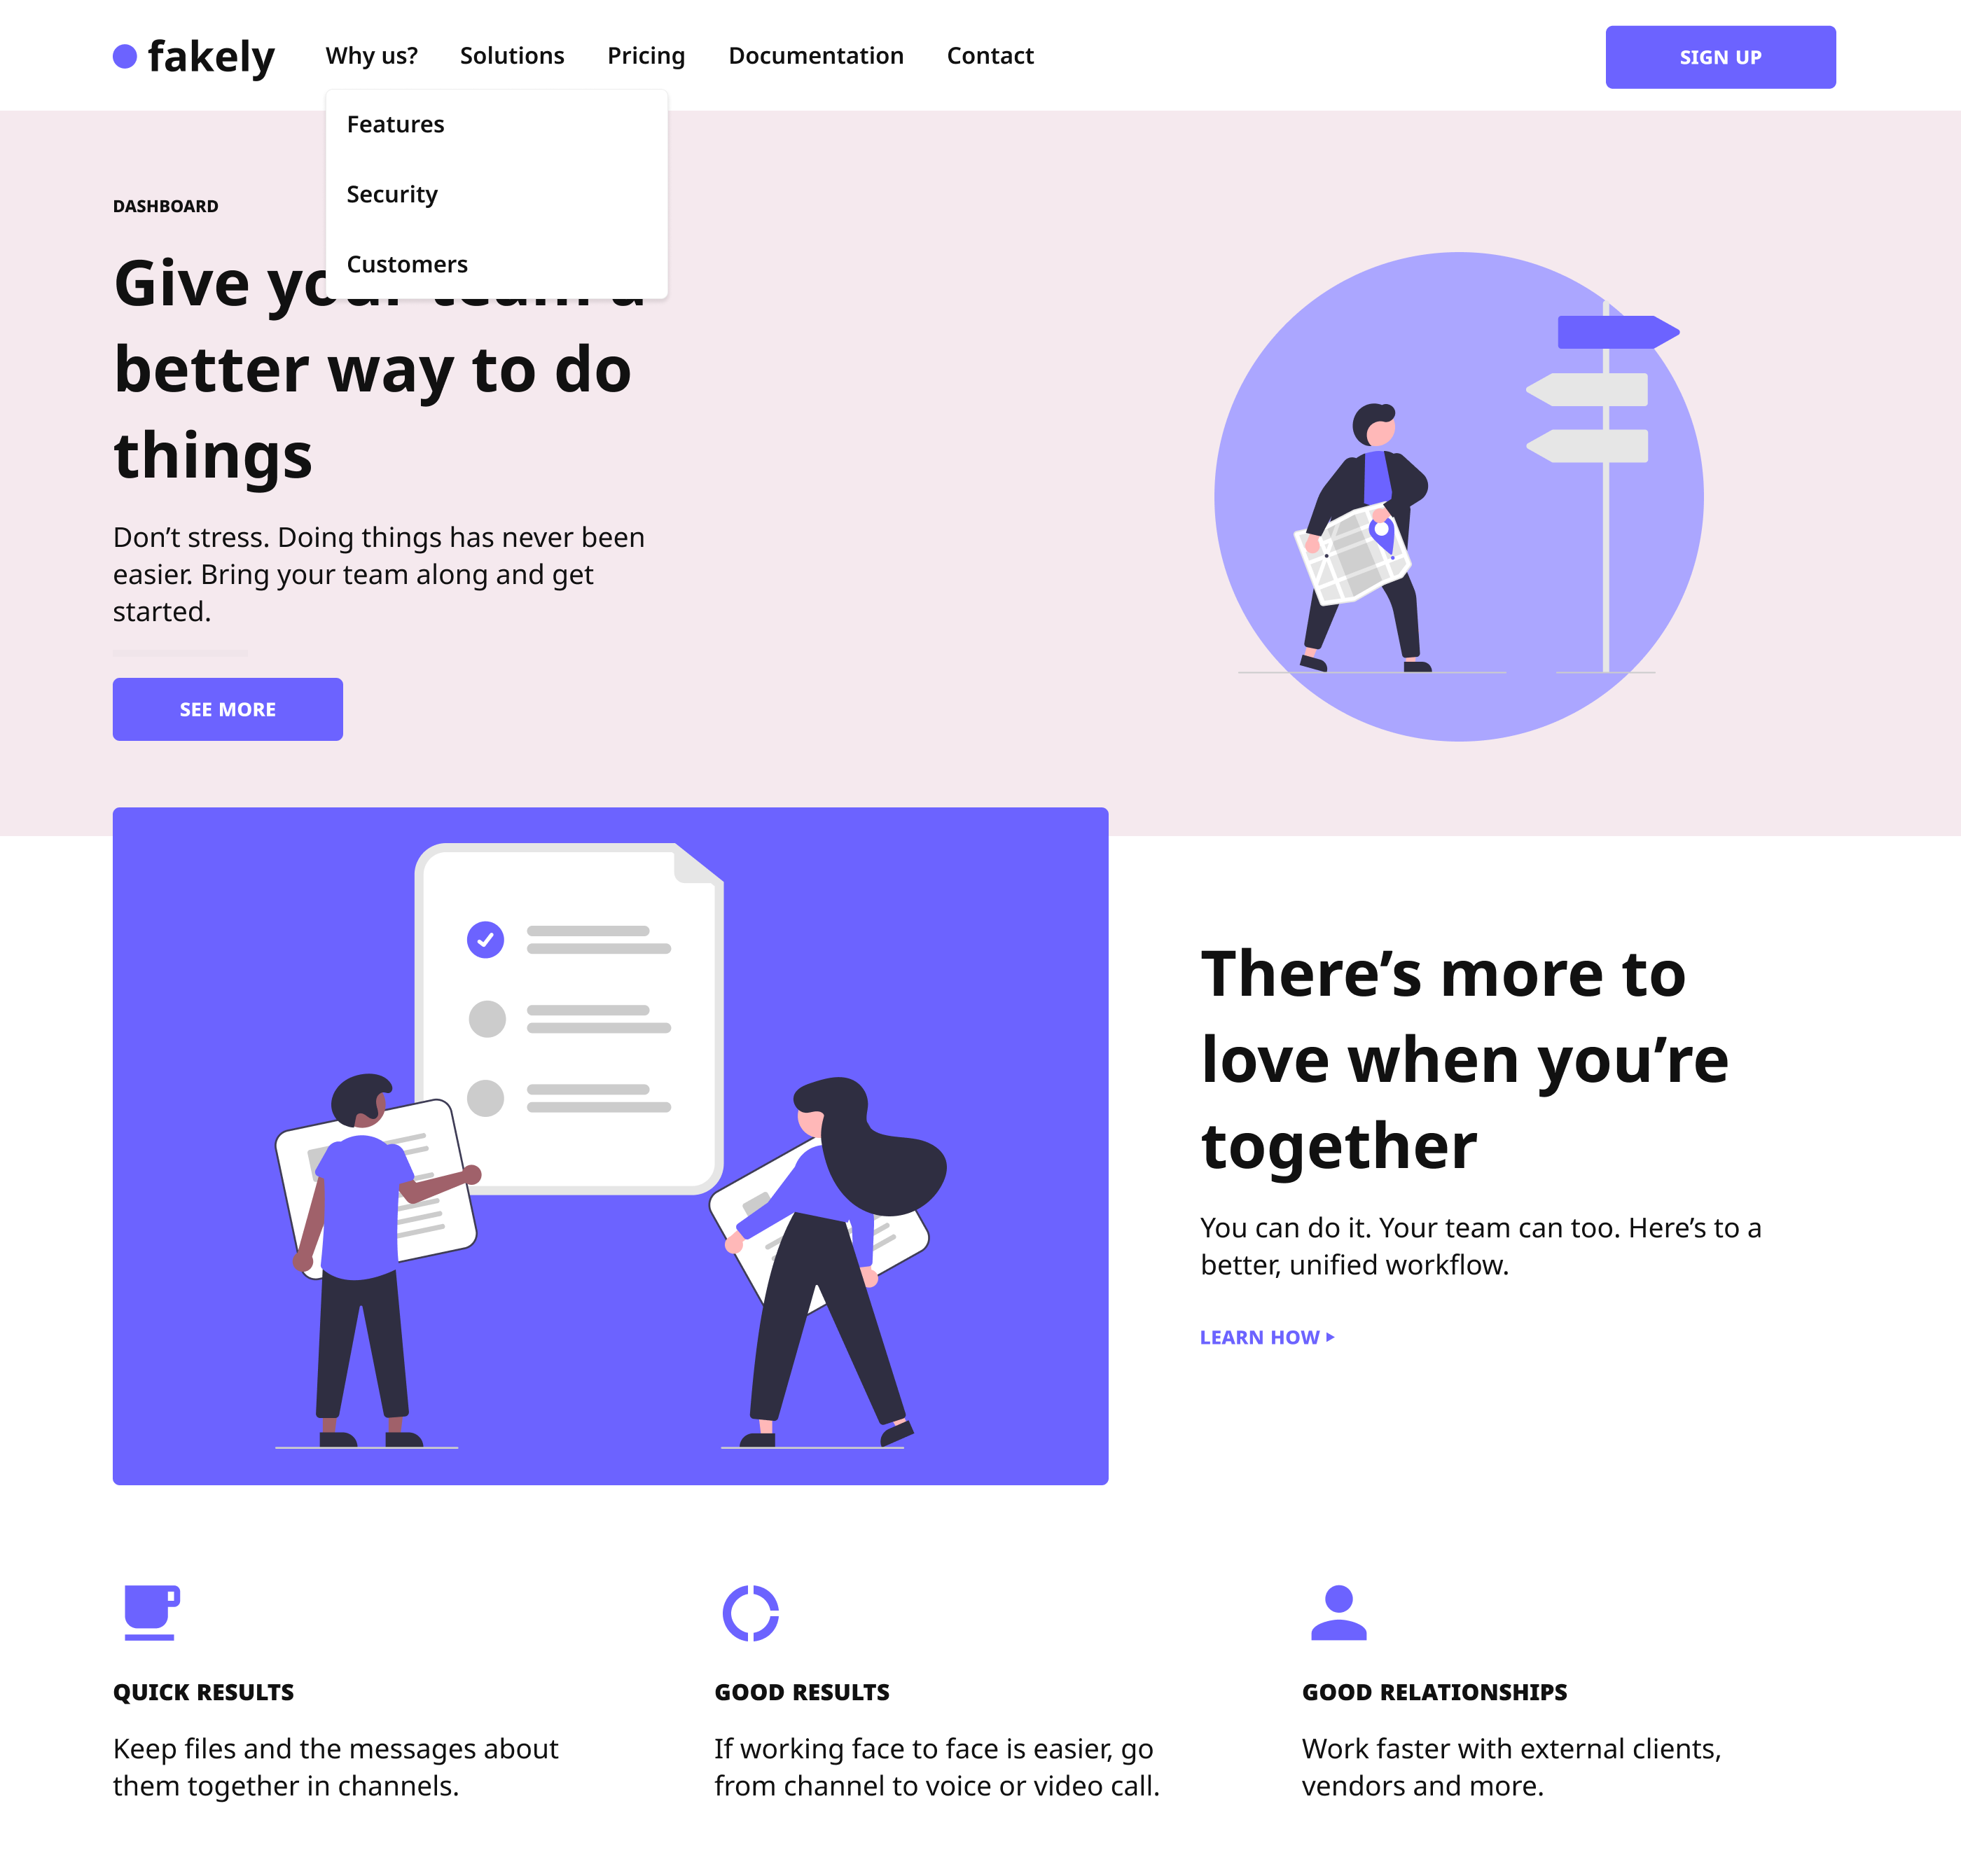 fakely
Why us?
Solutions
Pricing
Documentation
Contact
SIGN UP
Features
Security
Customers
DASHBOARD
Give your team a
better way to do
things
Don’t stress. Doing things has never been
easier. Bring your team along and get
started.
SEE MORE
There’s more to
love when you’re
together
You can do it. Your team can too. Here’s to a
better, unified workflow.
LEARN HOW
QUICK RESULTS
Keep files and the messages about
them together in channels.
GOOD RESULTS
If working face to face is easier, go
from channel to voice or video call.
GOOD RELATIONSHIPS
Work faster with external clients,
vendors and more.